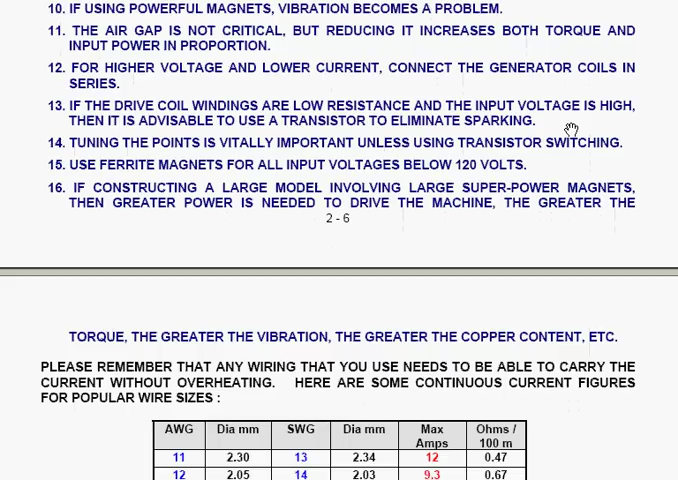 10. IF USING POWERFUL MAGNETS, VIBRATION BECOMES A PROBLEM.
11. THE AIR GAP IS NOT CRITICAL, BUT REDUCING IT INCREASES BOTH TORQUE AND
INPUT POWER IN PROPORTION.
12. FOR HIGHER VOLTAGE AND LOWER CURRENT, CONNECT THE GENERATOR COILS IN
SERIES.
13. IF THE DRIVE COIL WINDINGS ARE LOW RESISTANCE AND THE INPUT VOLTAGE IS HIGH,
THEN IT IS ADVISABLE TO USE A TRANSISTOR TO ELIMINATE SPARKING.
14. TUNING THE POINTS IS VITALLY IMPORTANT UNLESS USING TRANSISTOR SWITCHING.
15. USE FERRITE MAGNETS FOR ALL INPUT VOLTAGES BELOW 120 VOLTS.
16. IF CONSTRUCTING A LARGE MODEL INVOLVING LARGE SUPER-POWER MAGNETS,
THEN GREATER POWER IS NEEDED TO DRIVE THE MACHINE, THE GREATER THE
2 - 6
TORQUE, THE GREATER THE VIBRATION, THE GREATER THE COPPER CONTENT, ETC.
PLEASE REMEMBER THAT ANY WIRING THAT YOU USE NEEDS TO BE ABLE TO CARRY THE
CURRENT WITHOUT OVERHEATING. HERE ARE SOME CONTINUOUS CURRENT FIGURES
FOR POPULAR WIRE SIZES :
AWG Dia mm SWG Dia mm Max Amps Ohms / 100 m
11 2.30 13 2.34 12 0.47
12 2.05 14 2.03 9.3 0.67